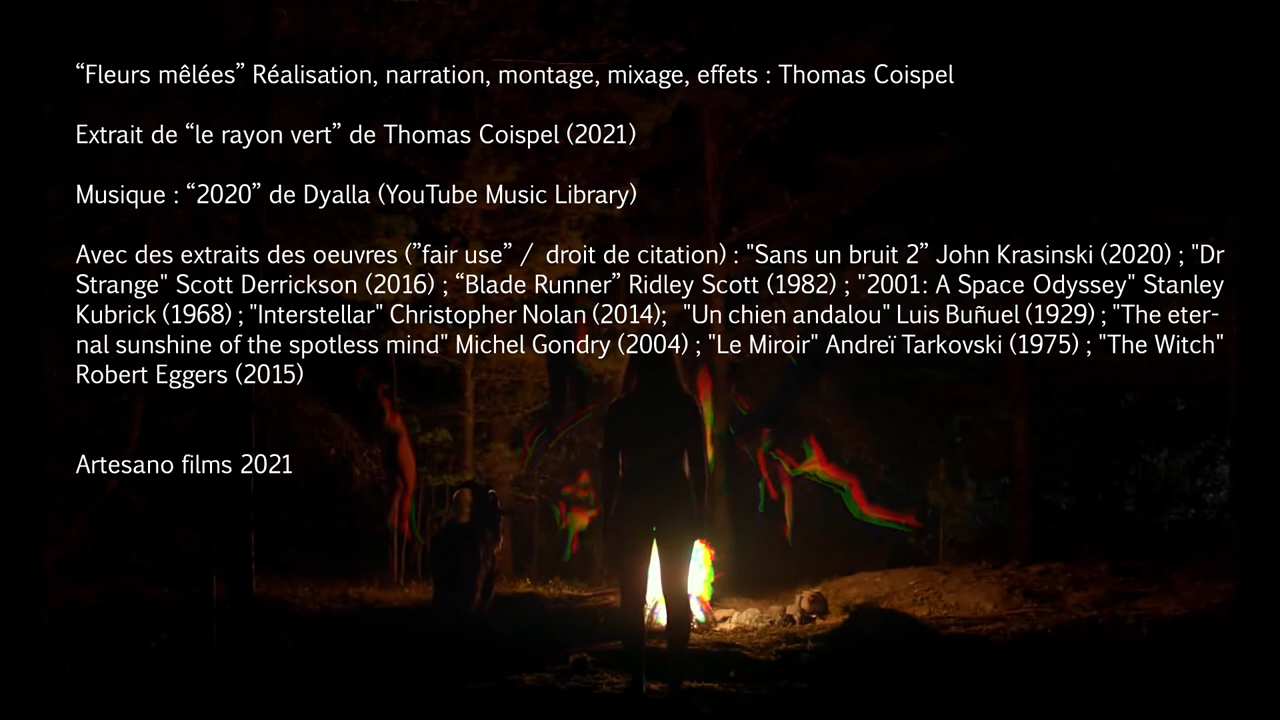 “Fleurs mêlées” Réalisation, narration, montage, mixage, effets : Thomas Coispel
Extrait de “le rayon vert” de Thomas Coispel (2021)
Musique : “2020” de Dyalla (YouTube Music Library)
Avec des extraits des oeuvres (”fair use” / droit de citation) : "Sans un bruit 2” John Krasinski (2020) ; "Dr
Strange" Scott Derrickson (2016) ; “Blade Runner” Ridley Scott (1982) ; "2001: A Space Odyssey" Stanley
Kubrick (1968) ; "Interstellar" Christopher Nolan (2014); "Un chien andalou" Luis Buñuel (1929) ; "The eter-
nal sunshine of the spotless mind" Michel Gondry (2004) ; "Le Miroir" Andreï Tarkovski (1975) ; "The Witch"
Robert Eggers (2015)
Artesano films 2021